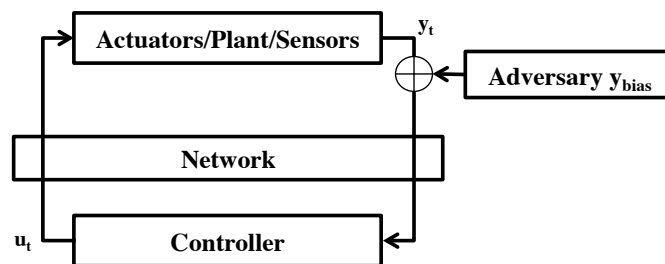 Actuators/Plant/Sensors
y_t
Adversary y_bias
Network
u_t
Controller